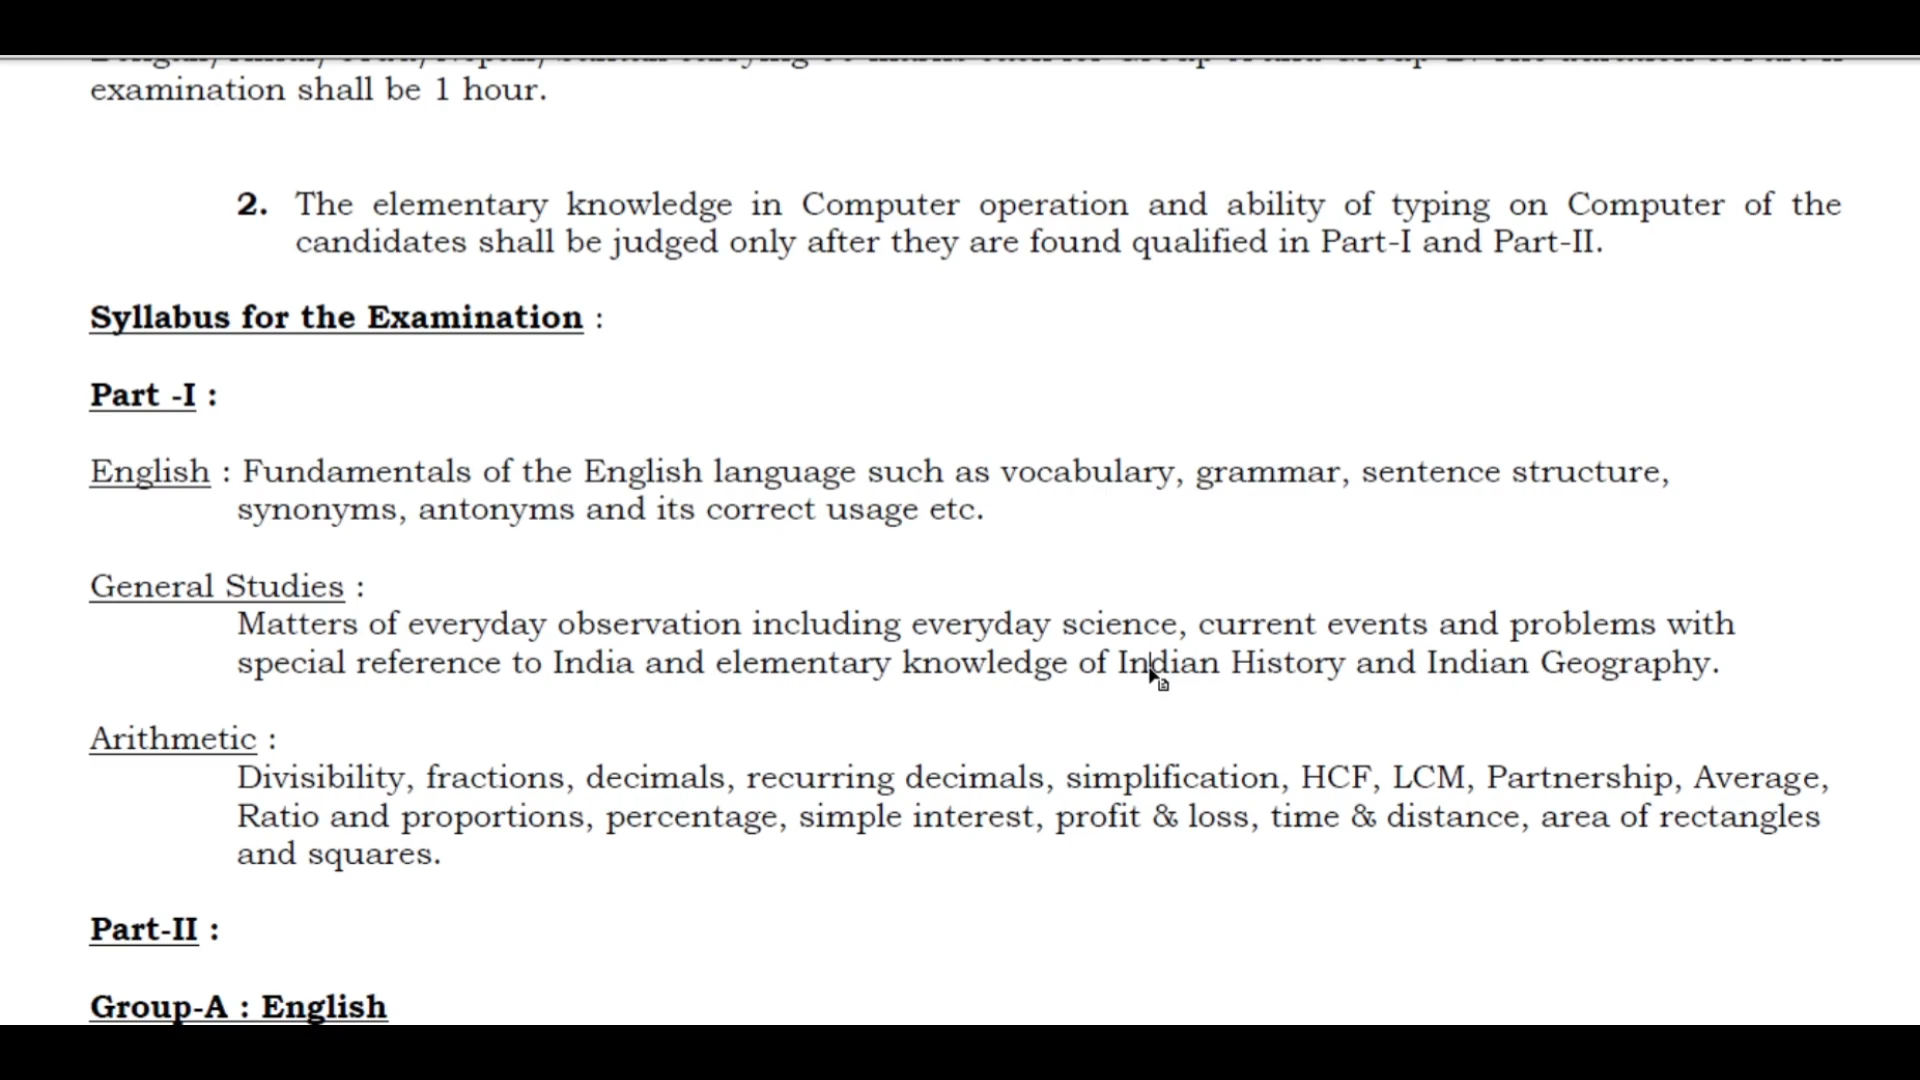 examination shall be 1 hour.
2. The elementary knowledge in Computer operation and ability of typing on Computer of the
candidates shall be judged only after they are found qualified in Part-I and Part-II.
Syllabus for the Examination :
Part -I :
English : Fundamentals of the English language such as vocabulary, grammar, sentence structure,
synonyms, antonyms and its correct usage etc.
General Studies :
Matters of everyday observation including everyday science, current events and problems with
special reference to India and elementary knowledge of Indian History and Indian Geography.
Arithmetic :
Divisibility, fractions, decimals, recurring decimals, simplification, HCF, LCM, Partnership, Average,
Ratio and proportions, percentage, simple interest, profit & loss, time & distance, area of rectangles
and squares.
Part-II :
Group-A : English